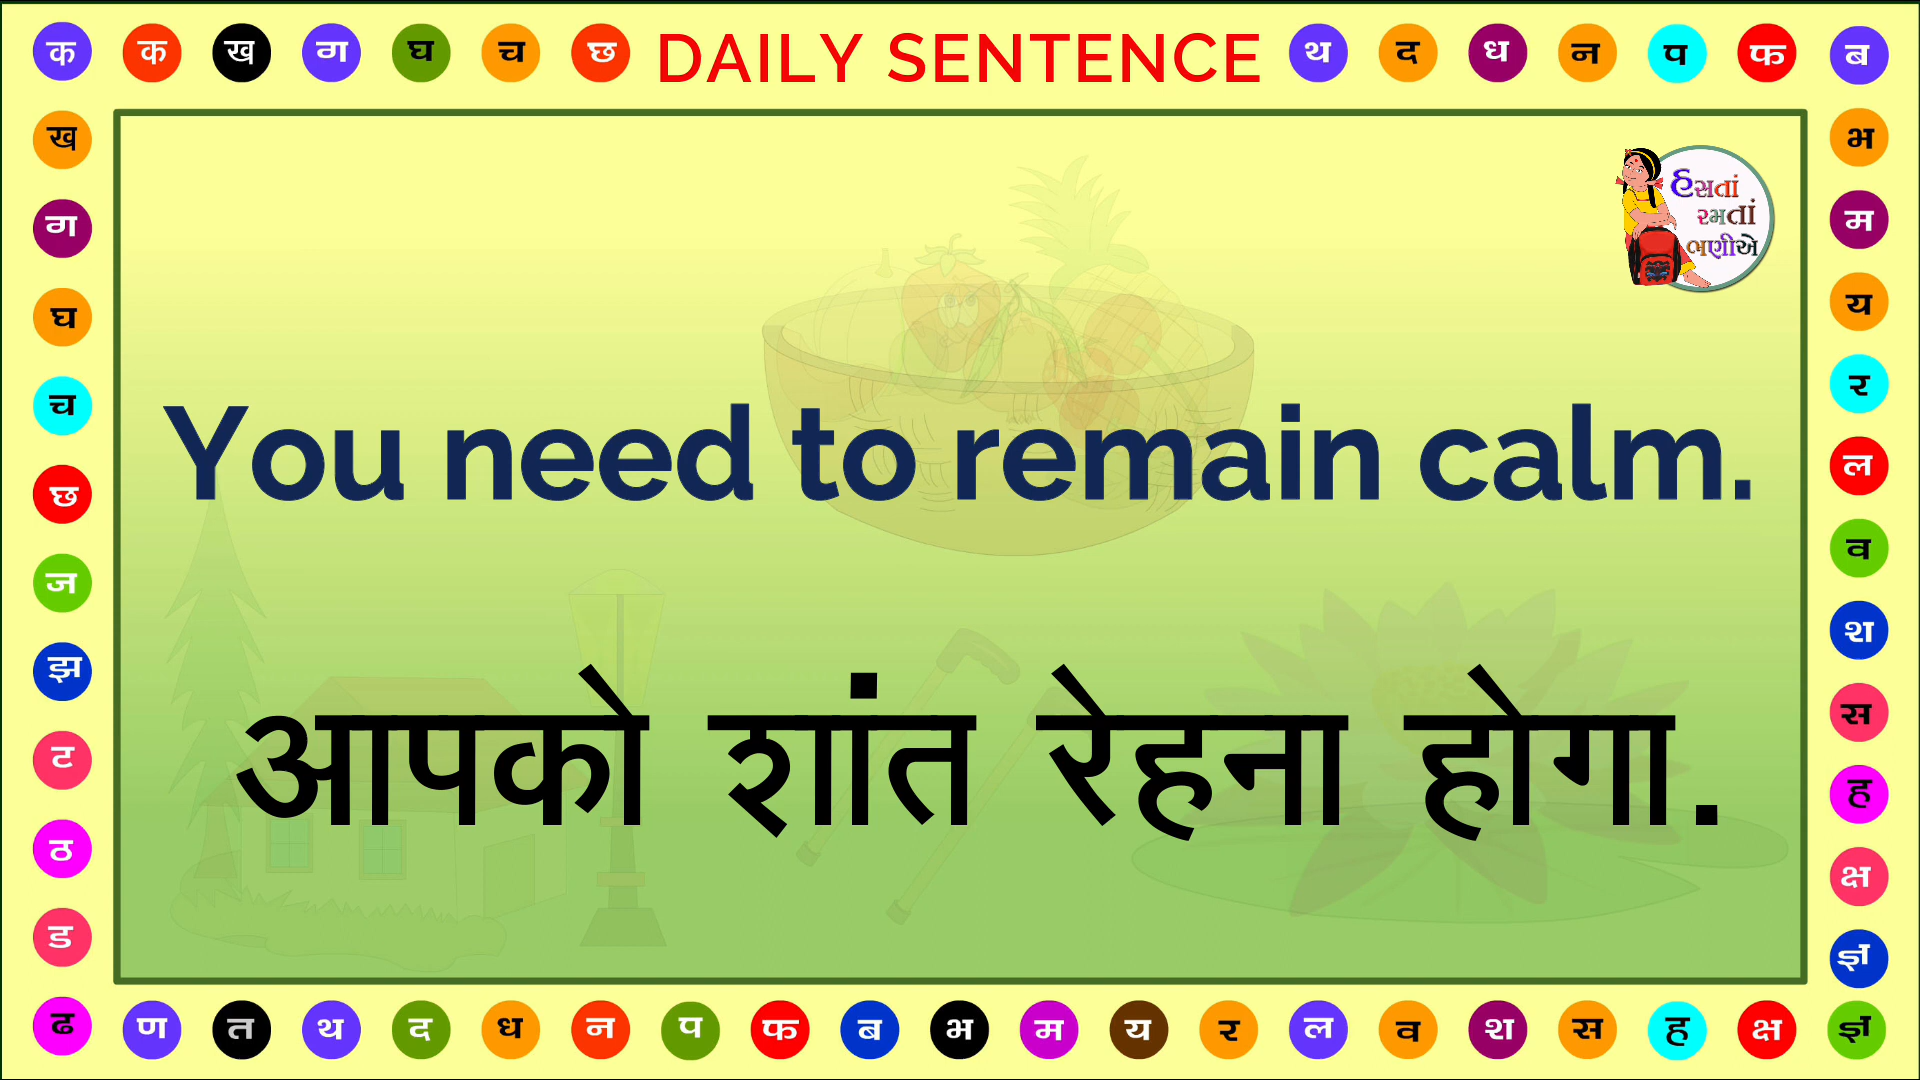 क क ख ग घ च छ DAILY SENTENCE थ द ध न प फ ब
ख भ
ग म
घ य
च र
छ ल
ज व
झ श
ट स
ठ ह
ड क्ष
ढ ज्ञ
હસતાં
રમતાં
ભણીએ
You need to remain calm.
आपको शांत रेहना होगा.
ण त थ द ध न प फ ब भ म य र ल व श स ह क्ष ज्ञ